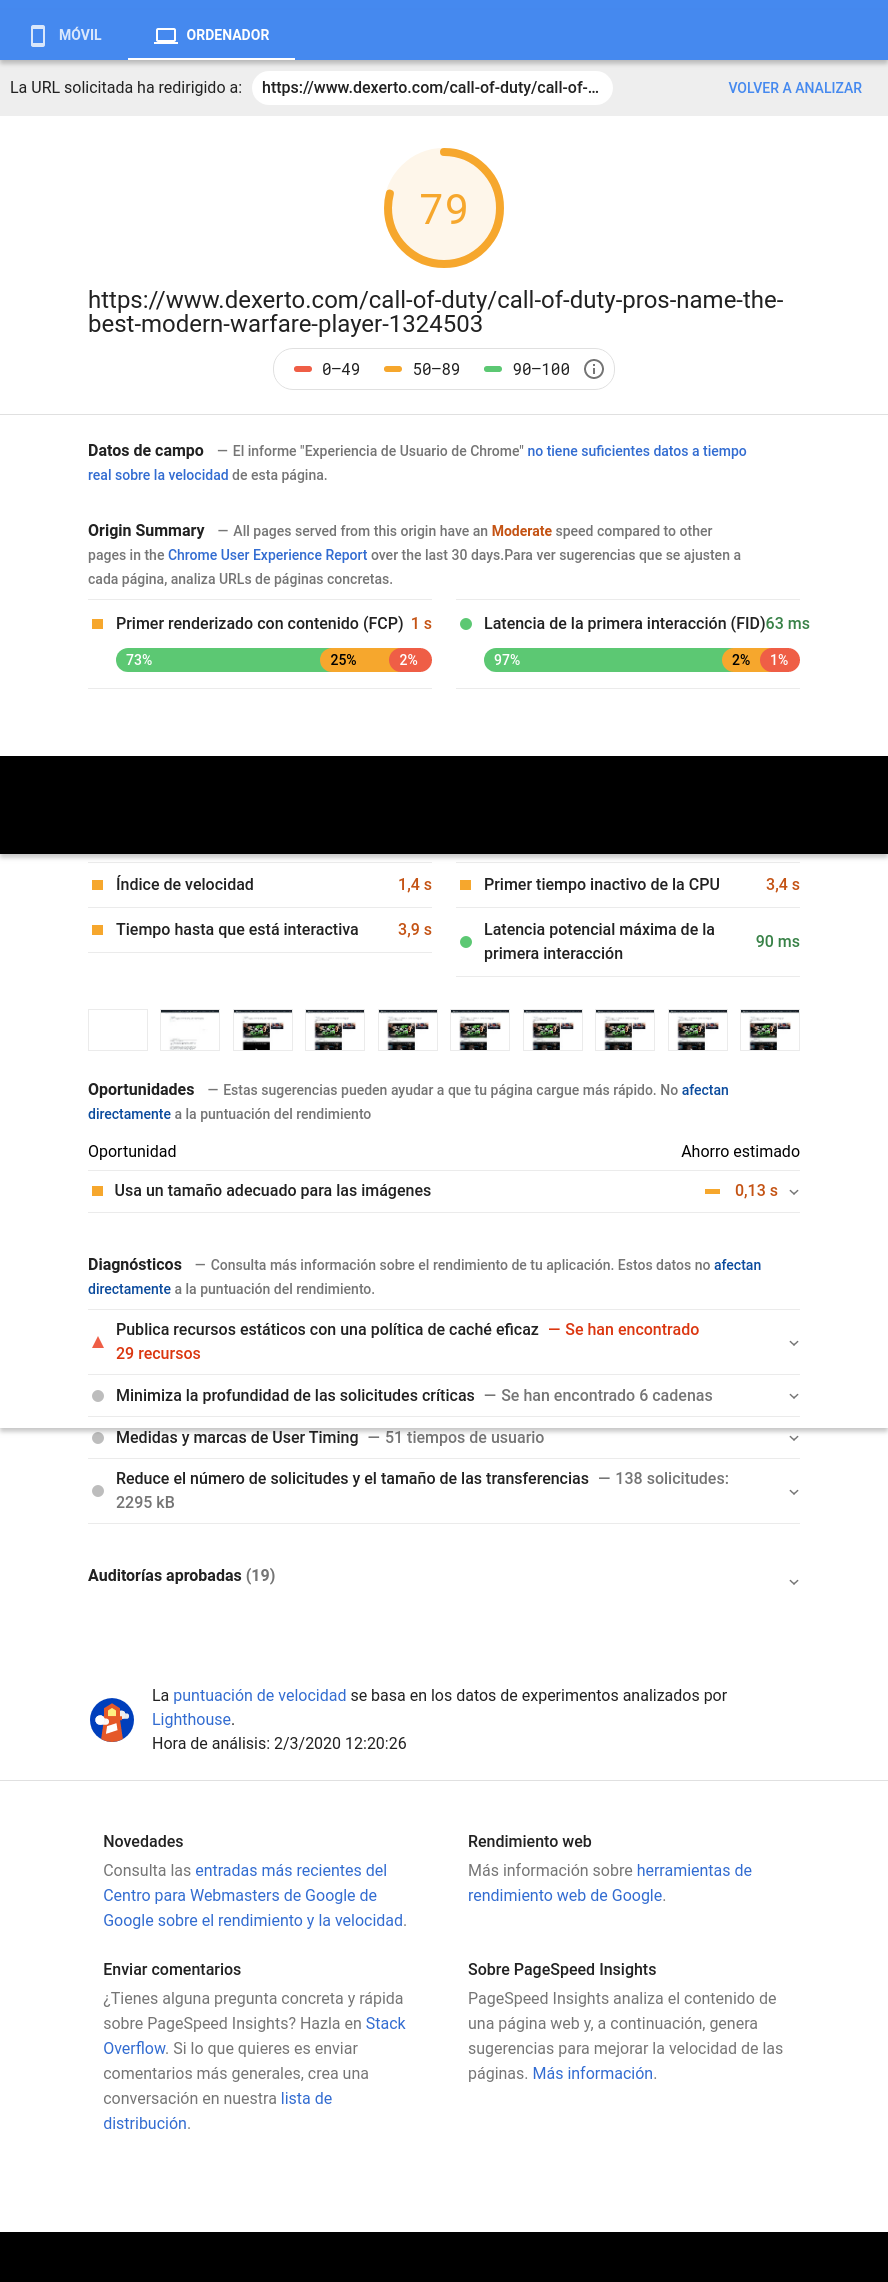 MÓVIL
ORDENADOR
La URL solicitada ha redirigido a:
https://www.dexerto.com/call-of-duty/call-of-...
VOLVER A ANALIZAR
79
https://www.dexerto.com/call-of-duty/call-of-duty-pros-name-the-
best-modern-warfare-player-1324503
0–49 50–89 90–100
Datos de campo — El informe "Experiencia de Usuario de Chrome" no tiene suficientes datos a tiempo
real sobre la velocidad de esta página.
Origin Summary — All pages served from this origin have an Moderate speed compared to other
pages in the Chrome User Experience Report over the last 30 days.Para ver sugerencias que se ajusten a
cada página, analiza URLs de páginas concretas.
Primer renderizado con contenido (FCP) 1 s
73% 25% 2%
Latencia de la primera interacción (FID)63 ms
97% 2% 1%
Índice de velocidad 1,4 s
Primer tiempo inactivo de la CPU 3,4 s
Tiempo hasta que está interactiva 3,9 s
Latencia potencial máxima de la
primera interacción
90 ms
Oportunidades — Estas sugerencias pueden ayudar a que tu página cargue más rápido. No afectan
directamente a la puntuación del rendimiento
Oportunidad Ahorro estimado
Usa un tamaño adecuado para las imágenes 0,13 s
Diagnósticos — Consulta más información sobre el rendimiento de tu aplicación. Estos datos no afectan
directamente a la puntuación del rendimiento.
Publica recursos estáticos con una política de caché eficaz — Se han encontrado
29 recursos
Minimiza la profundidad de las solicitudes críticas — Se han encontrado 6 cadenas
Medidas y marcas de User Timing — 51 tiempos de usuario
Reduce el número de solicitudes y el tamaño de las transferencias — 138 solicitudes:
2295 kB
Auditorías aprobadas (19)
La puntuación de velocidad se basa en los datos de experimentos analizados por
Lighthouse.
Hora de análisis: 2/3/2020 12:20:26
Novedades
Consulta las entradas más recientes del
Centro para Webmasters de Google de
Google sobre el rendimiento y la velocidad.
Rendimiento web
Más información sobre herramientas de
rendimiento web de Google.
Enviar comentarios
¿Tienes alguna pregunta concreta y rápida
sobre PageSpeed Insights? Hazla en Stack
Overflow. Si lo que quieres es enviar
comentarios más generales, crea una
conversación en nuestra lista de
distribución.
Sobre PageSpeed Insights
PageSpeed Insights analiza el contenido de
una página web y, a continuación, genera
sugerencias para mejorar la velocidad de las
páginas. Más información.